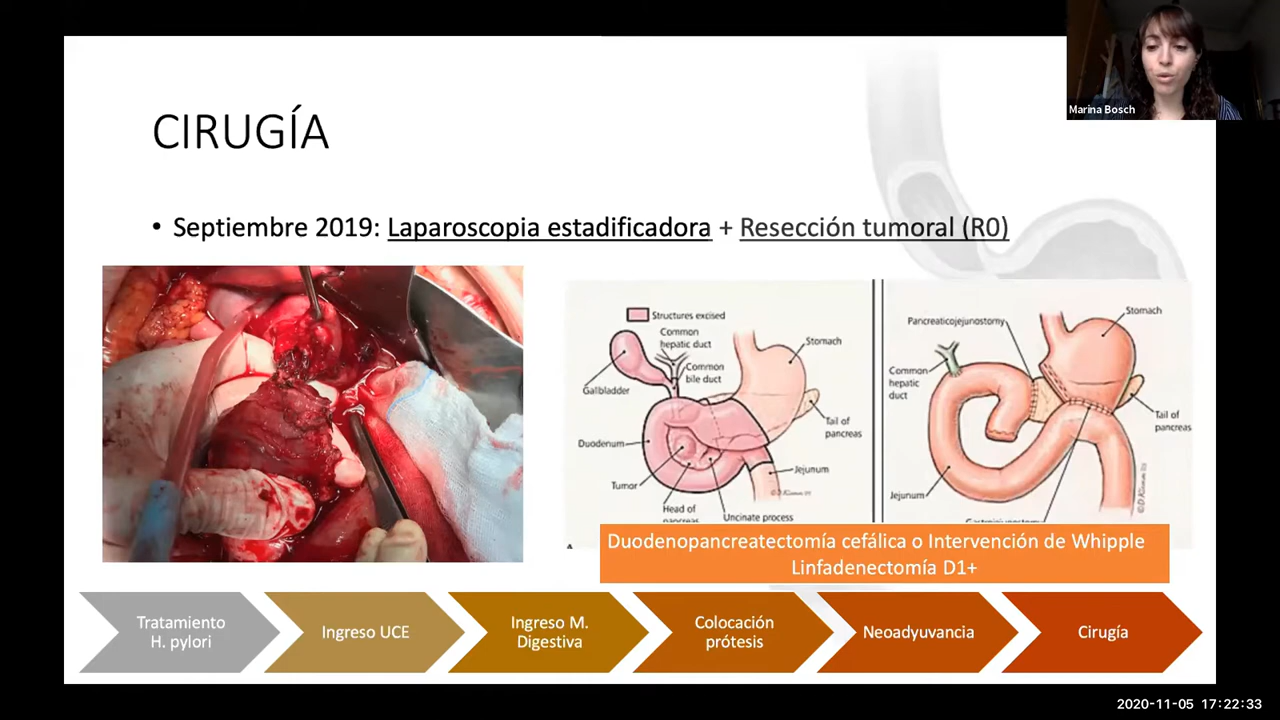 Marina Bosch
CIRUGÍA
• Septiembre 2019: Laparoscopia estadificadora + Resección tumoral (R0)
Structures excised
Common
hepatic duct
Common
bile duct
Gallbladder
Stomach
Tail of
pancreas
Duodenum
Jejunum
Tumor
Head of
pancreas
Uncinate process
Pancreaticojejunostomy
Stomach
Common
hepatic
duct
Tail of
pancreas
Jejunum
Duodenopancreatectomía cefálica o Intervención de Whipple
Linfadenectomía D1+
Tratamiento
H. pylori
Ingreso UCE
Ingreso M.
Digestiva
Colocación
prótesis
Neoadyuvancia
Cirugía
2020-11-05 17:22:33